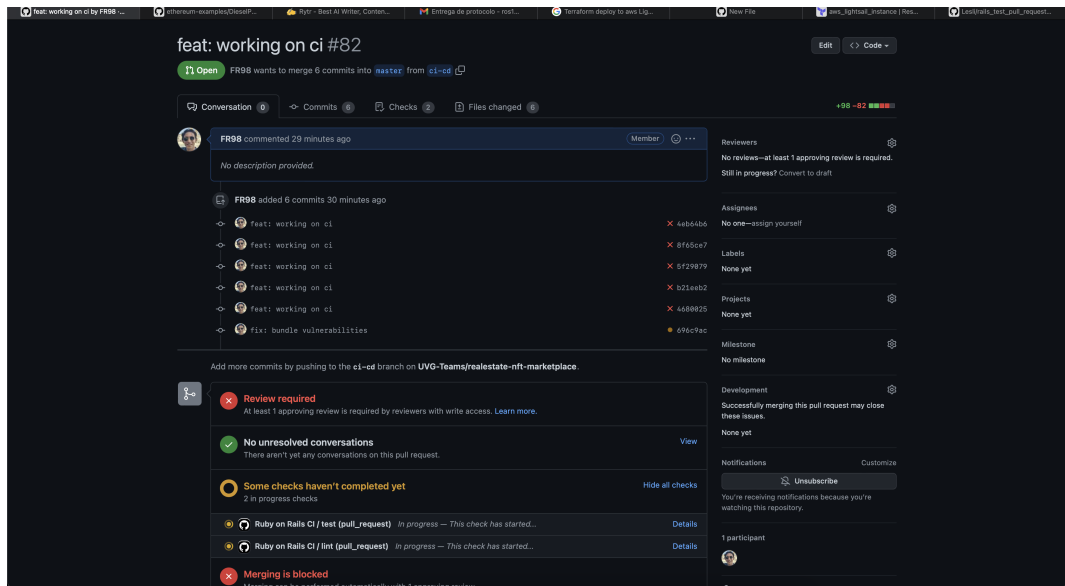 feat: working on ci by FR98 ·...
ethereum-examples/DieselP...
Rytr - Best AI Writer, Conten...
Entrega de protocolo - ros1...
Terraform deploy to aws Lig...
New File
aws_lightsail_instance | Res...
Lesli/rails_test_pull_request...
feat: working on ci #82
Edit
<> Code
Open
FR98 wants to merge 6 commits into master from ci-cd
Conversation 0
Commits 6
Checks 2
Files changed 6
+98 −82
FR98 commented 29 minutes ago
Member
No description provided.
FR98 added 6 commits 30 minutes ago
feat: working on ci 4eb64b6
feat: working on ci 8f65ce7
feat: working on ci 5f29079
feat: working on ci b21eeb2
feat: working on ci 4680025
fix: bundle vulnerabilities 696c9ac
Add more commits by pushing to the ci-cd branch on UVG-Teams/realestate-nft-marketplace.
Review required
At least 1 approving review is required by reviewers with write access. Learn more.
No unresolved conversations
There aren't yet any conversations on this pull request.
View
Some checks haven't completed yet
2 in progress checks
Hide all checks
Ruby on Rails CI / test (pull_request) In progress — This check has started... Details
Ruby on Rails CI / lint (pull_request) In progress — This check has started... Details
Merging is blocked
Merging can be performed automatically with 1 approving review.
Reviewers
No reviews—at least 1 approving review is required.
Still in progress? Convert to draft
Assignees
No one—assign yourself
Labels
None yet
Projects
None yet
Milestone
No milestone
Development
Successfully merging this pull request may close
these issues.
None yet
Notifications
Customize
Unsubscribe
You're receiving notifications because you're
watching this repository.
1 participant